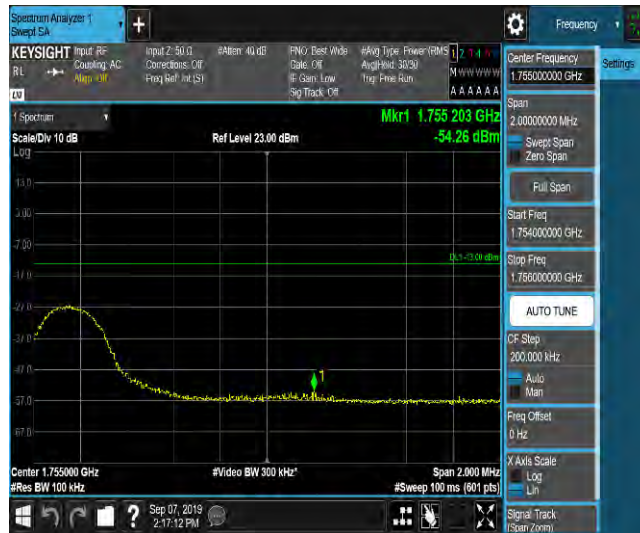 Spectrum Analyzer 1
Swept SA
+
Frequency
KEYSIGHT
Input: RF
Coupling: AC
Align: Off
Input Z: 50 Ω
Corrections: Off
Freq Ref: Int (S)
#Atten: 40 dB
PNO: Best Wide
Gate: Off
IF Gain: Low
Sig Track: Off
#Avg Type: Power (RMS
Avg|Hold: 30/30
Trig: Free Run
RL
M W W W W W
A A A A A A
LXI
1 Spectrum
Scale/Div 10 dB
Log
Ref Level 23.00 dBm
Mkr1 1.755 203 GHz
-54.26 dBm
13.0
3.00
-7.00
DL1 -13.00 dBm
-17.0
-27.0
-37.0
-47.0
-57.0
-67.0
1
Center 1.755000 GHz
#Res BW 100 kHz
#Video BW 300 kHz*
Span 2.000 MHz
#Sweep 100 ms (601 pts)
Sep 07, 2019
2:17:12 PM
Center Frequency
1.755000000 GHz
Settings
Span
2.00000000 MHz
Swept Span
Zero Span
Full Span
Start Freq
1.754000000 GHz
Stop Freq
1.756000000 GHz
AUTO TUNE
CF Step
200.000 kHz
Auto
Man
Freq Offset
0 Hz
X Axis Scale
Log
Lin
Signal Track
(Span Zoom)